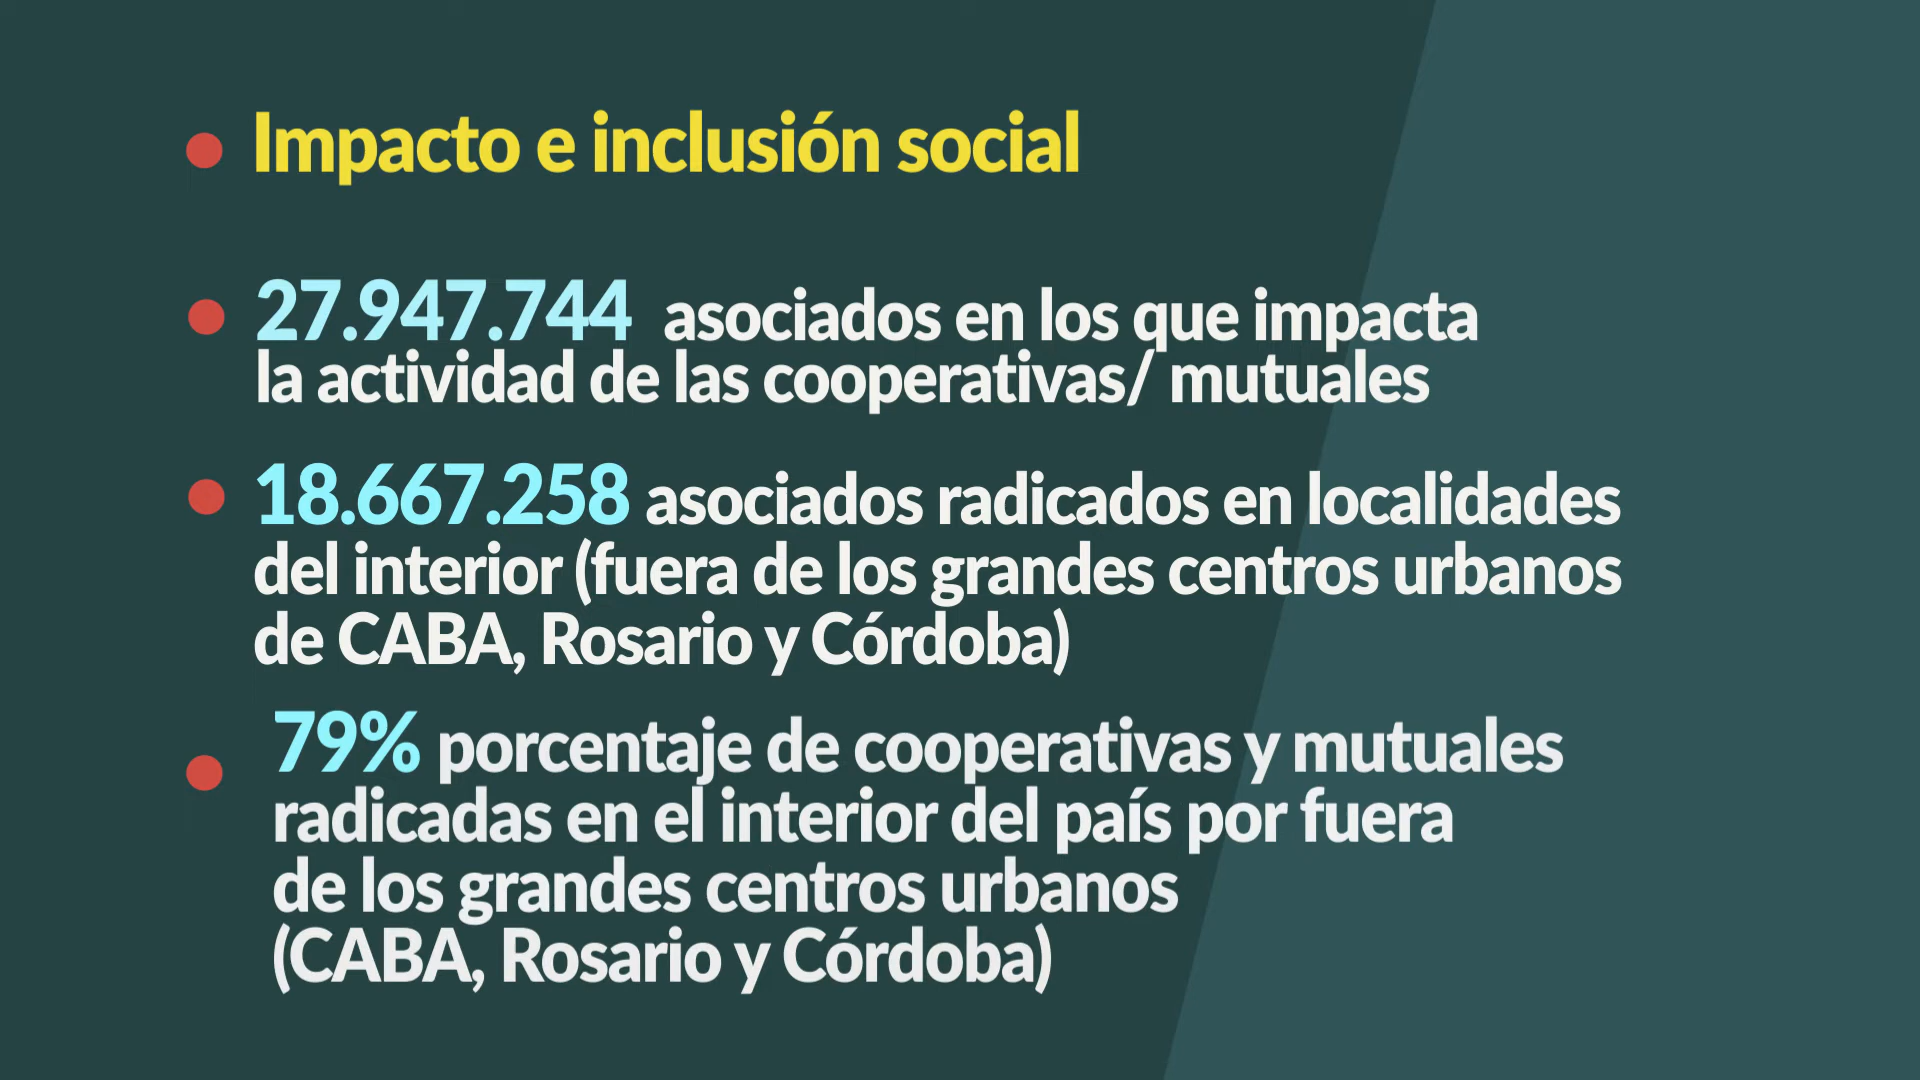 Impacto e inclusión social
27.947.744 asociados en los que impacta
la actividad de las cooperativas/ mutuales
18.667.258 asociados radicados en localidades
del interior (fuera de los grandes centros urbanos
de CABA, Rosario y Córdoba)
79% porcentaje de cooperativas y mutuales
radicadas en el interior del país por fuera
de los grandes centros urbanos
(CABA, Rosario y Córdoba)